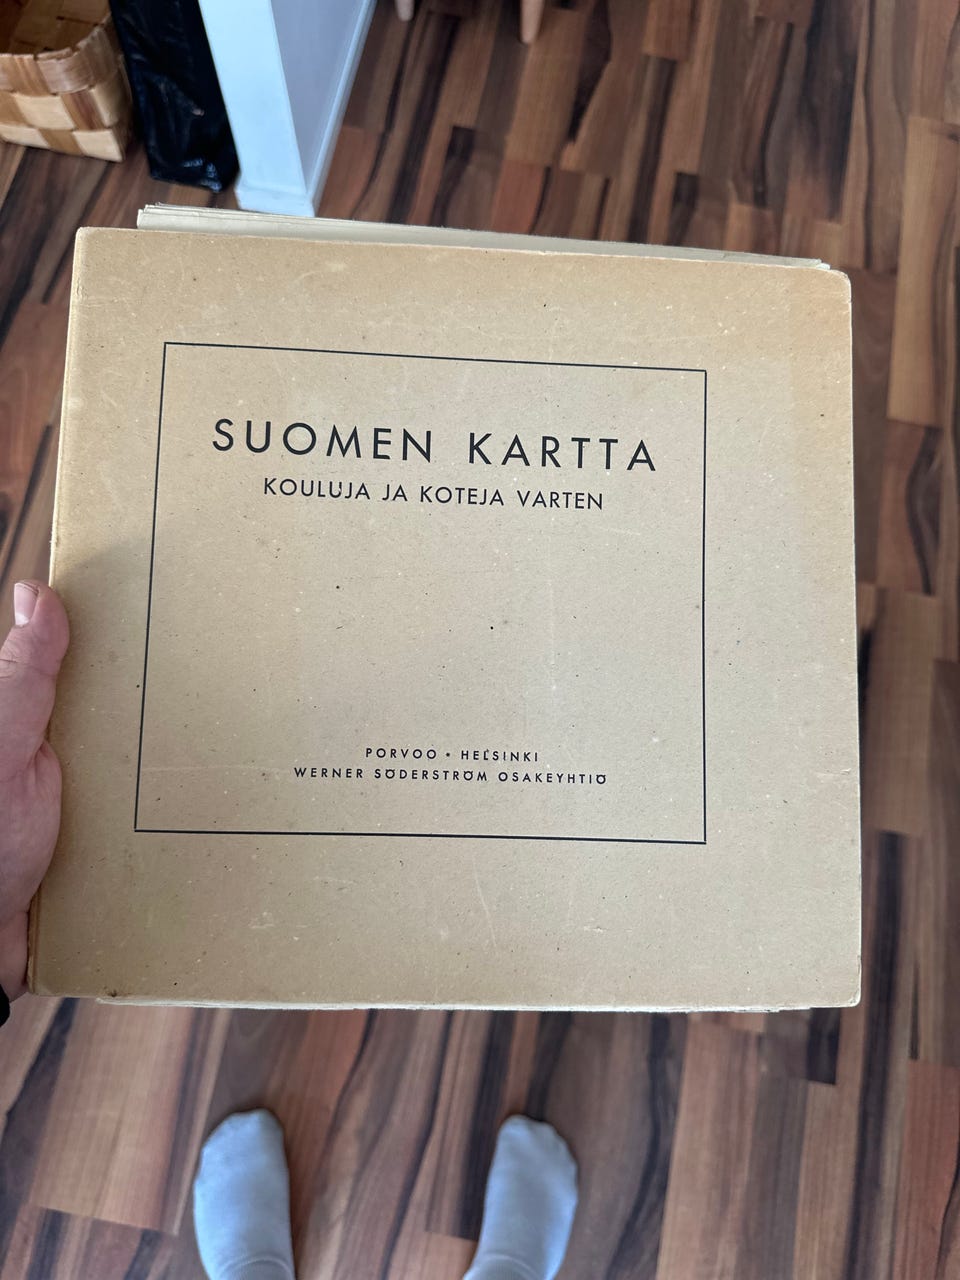 SUOMEN KARTTA
KOULUJA JA KOTEJA VARTEN
PORVOO • HELSINKI
WERNER SÖDERSTRÖM OSAKEYHTIÖ